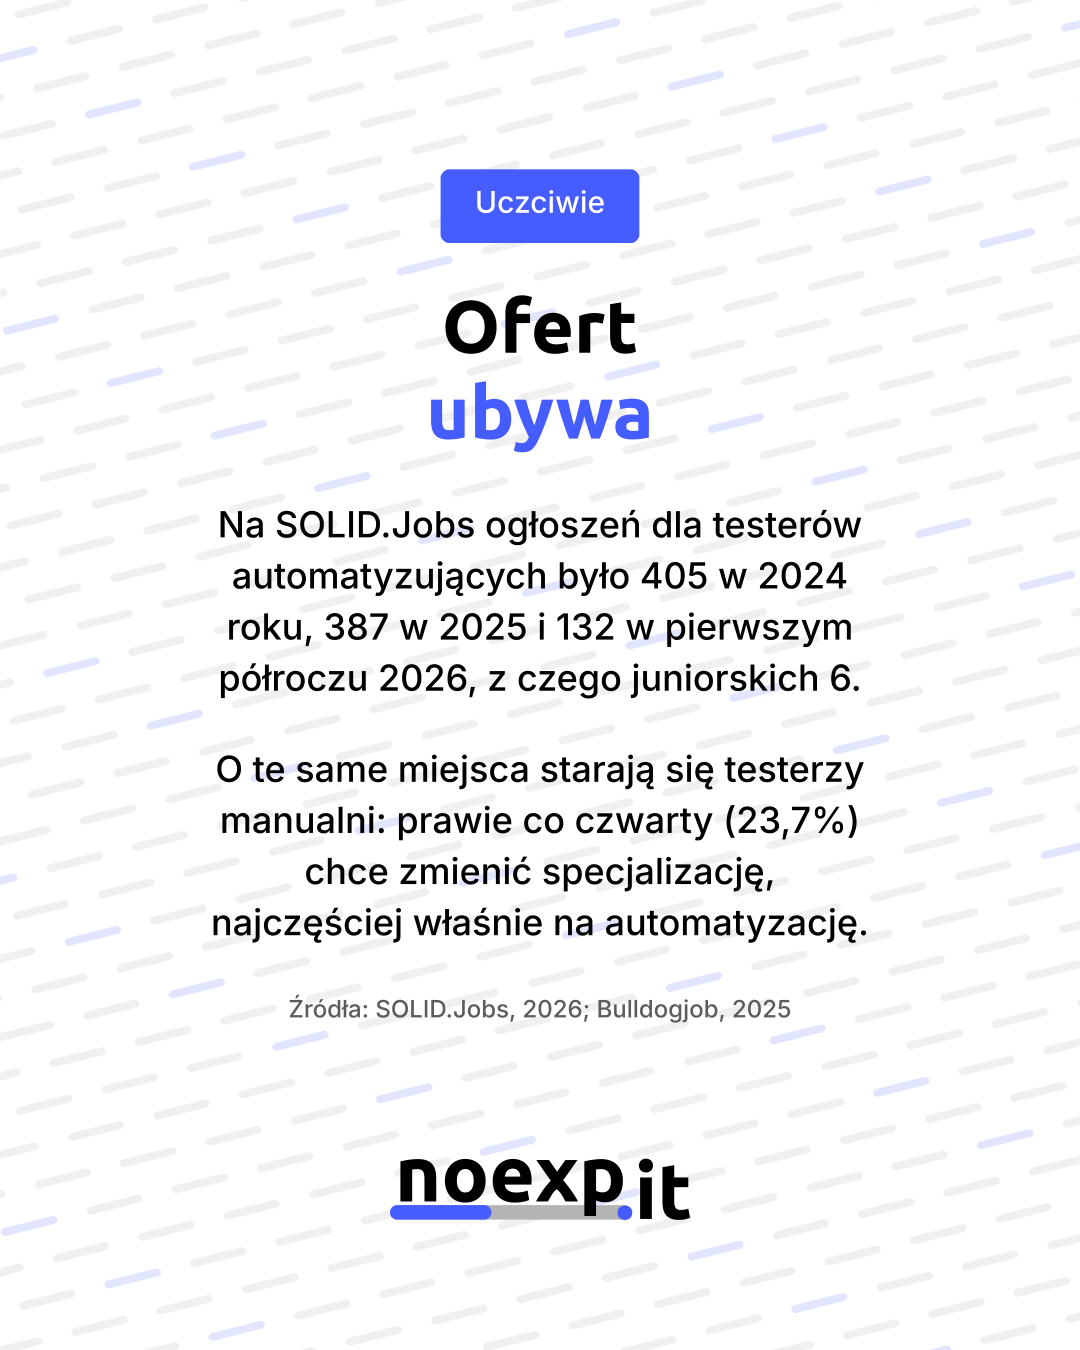 Uczciwie
Ofert
ubywa
Na SOLID.Jobs ogłoszeń dla testerów
automatyzujących było 405 w 2024
roku, 387 w 2025 i 132 w pierwszym
półroczu 2026, z czego juniorskich 6.
O te same miejsca starają się testerzy
manualni: prawie co czwarty (23,7%)
chce zmienić specjalizację,
najczęściej właśnie na automatyzację.
Źródła: SOLID.Jobs, 2026; Bulldogjob, 2025
noexp.it